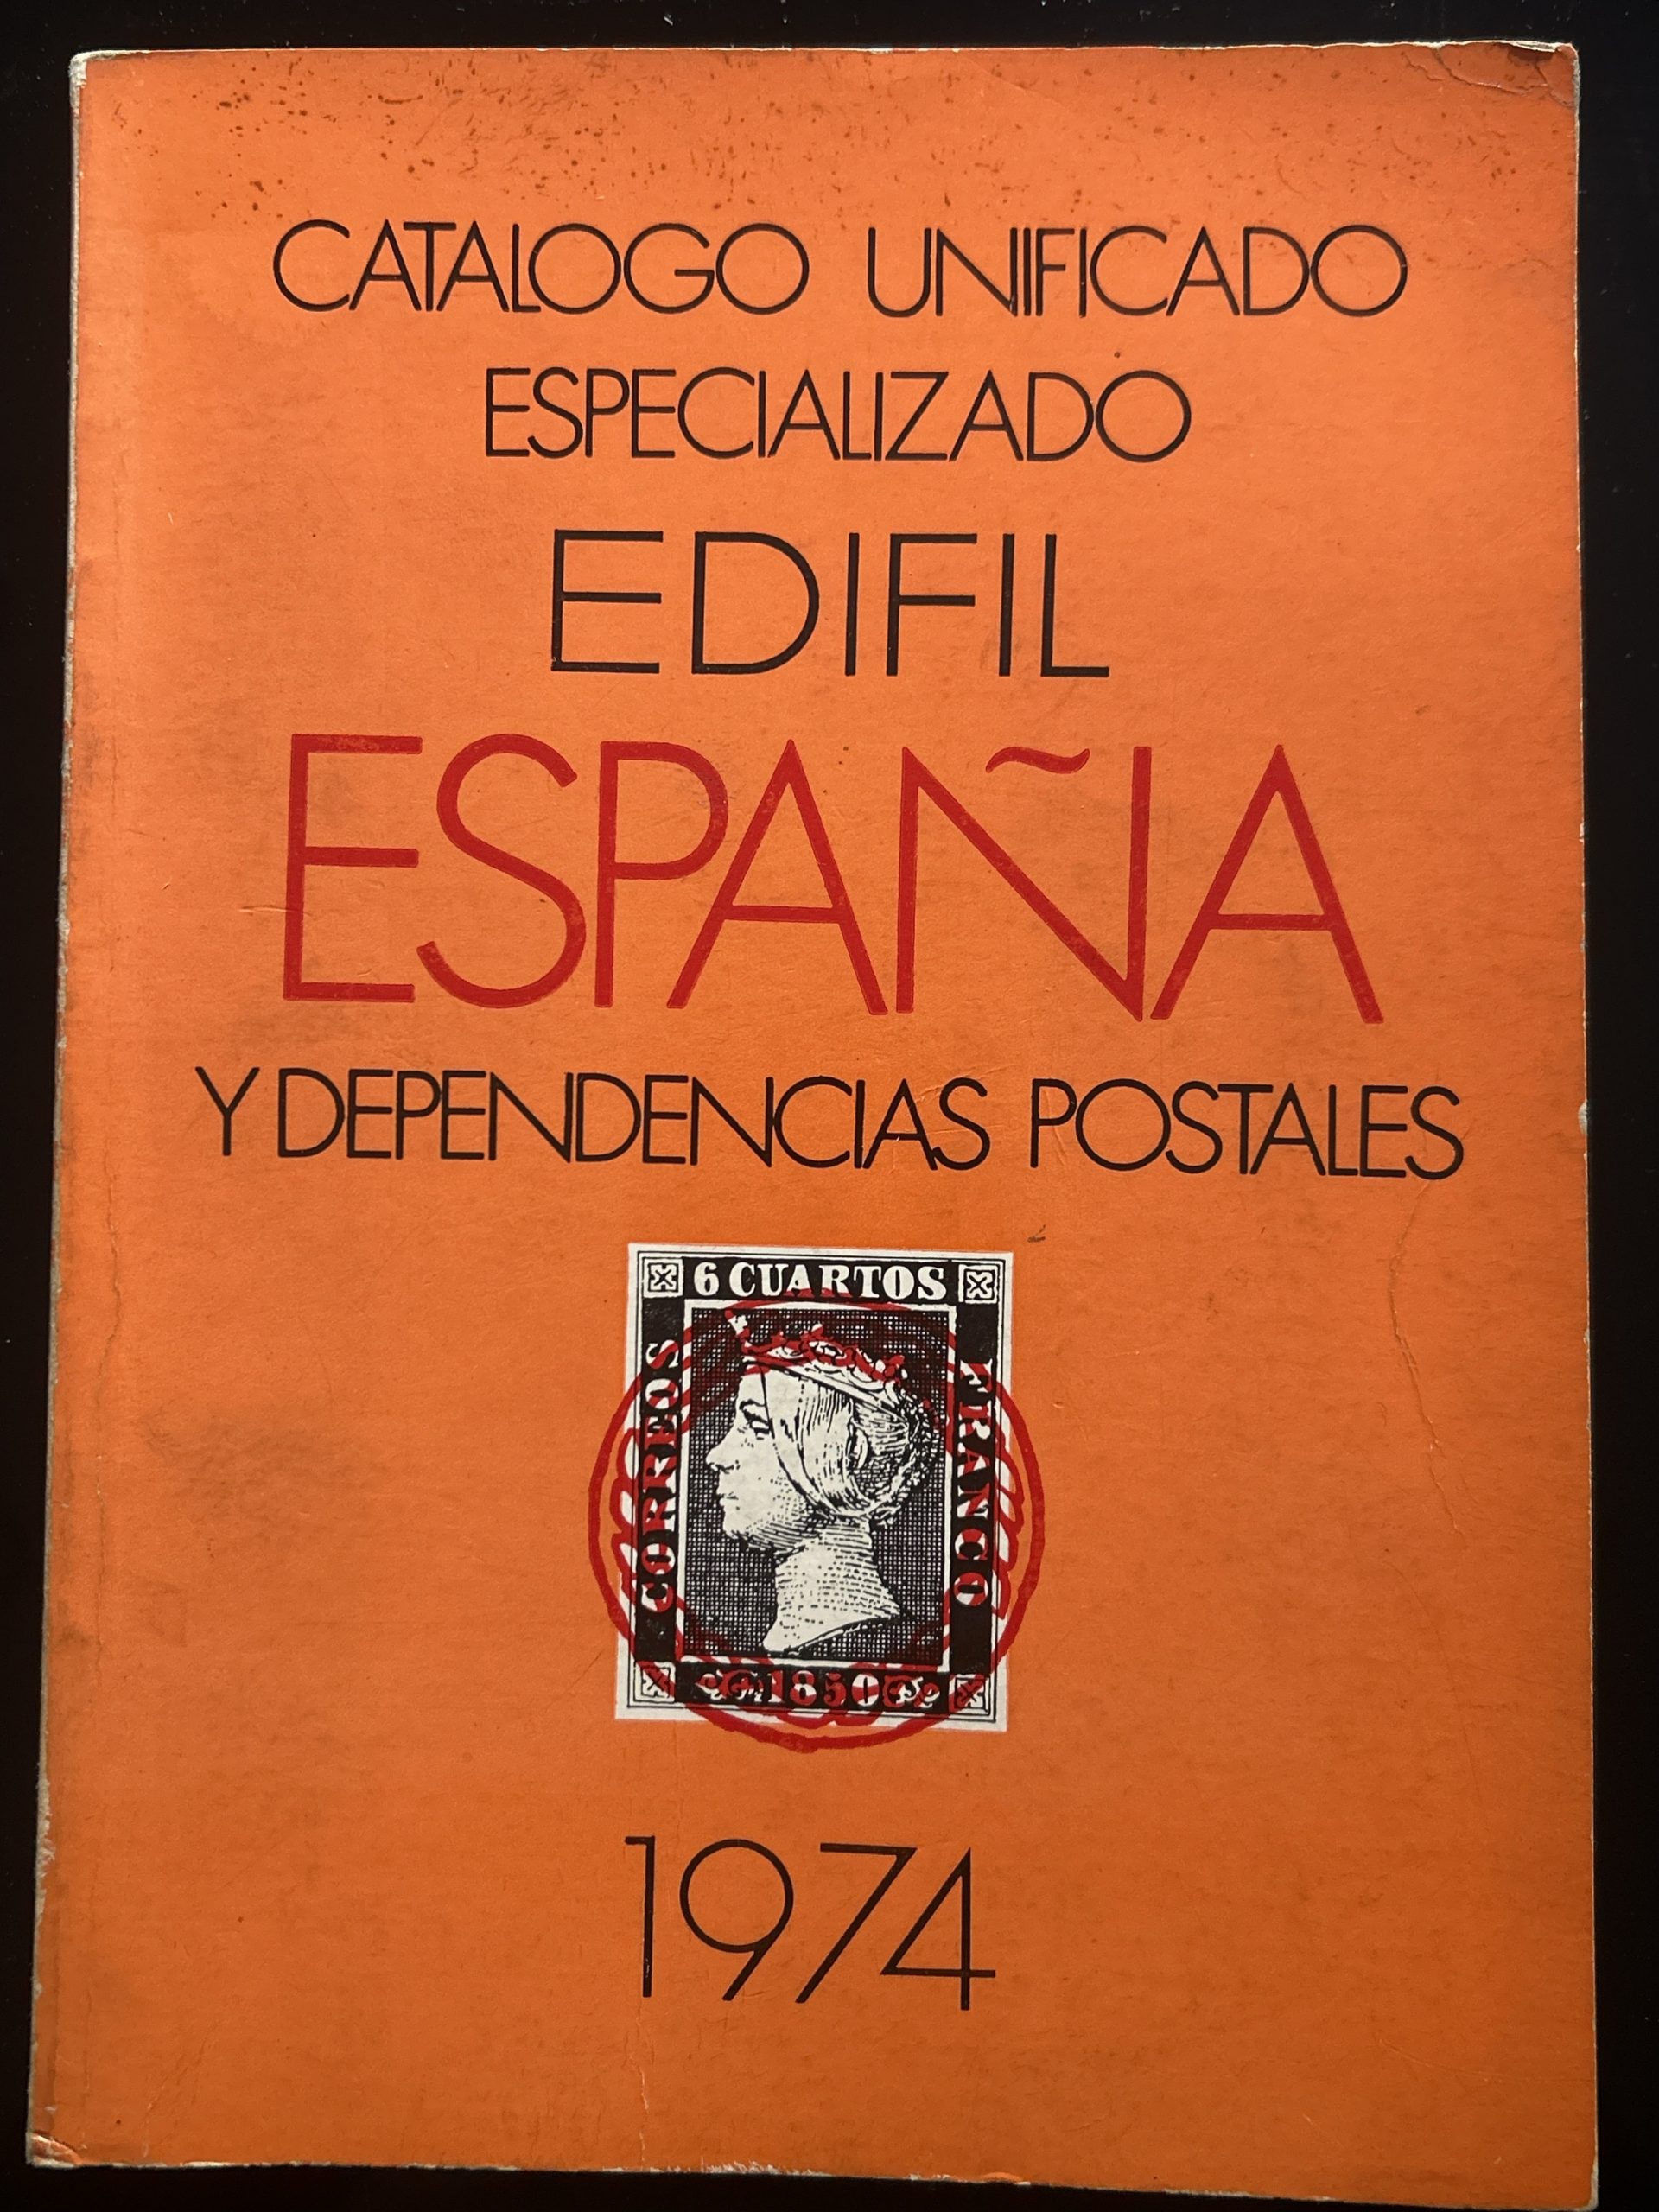 CATALOGO UNIFICADO
ESPECIALIZADO
EDIFIL
ESPAÑA
Y DEPENDENCIAS POSTALES
6 CUARTOS
CORREOS
FRANCO
1850
1974